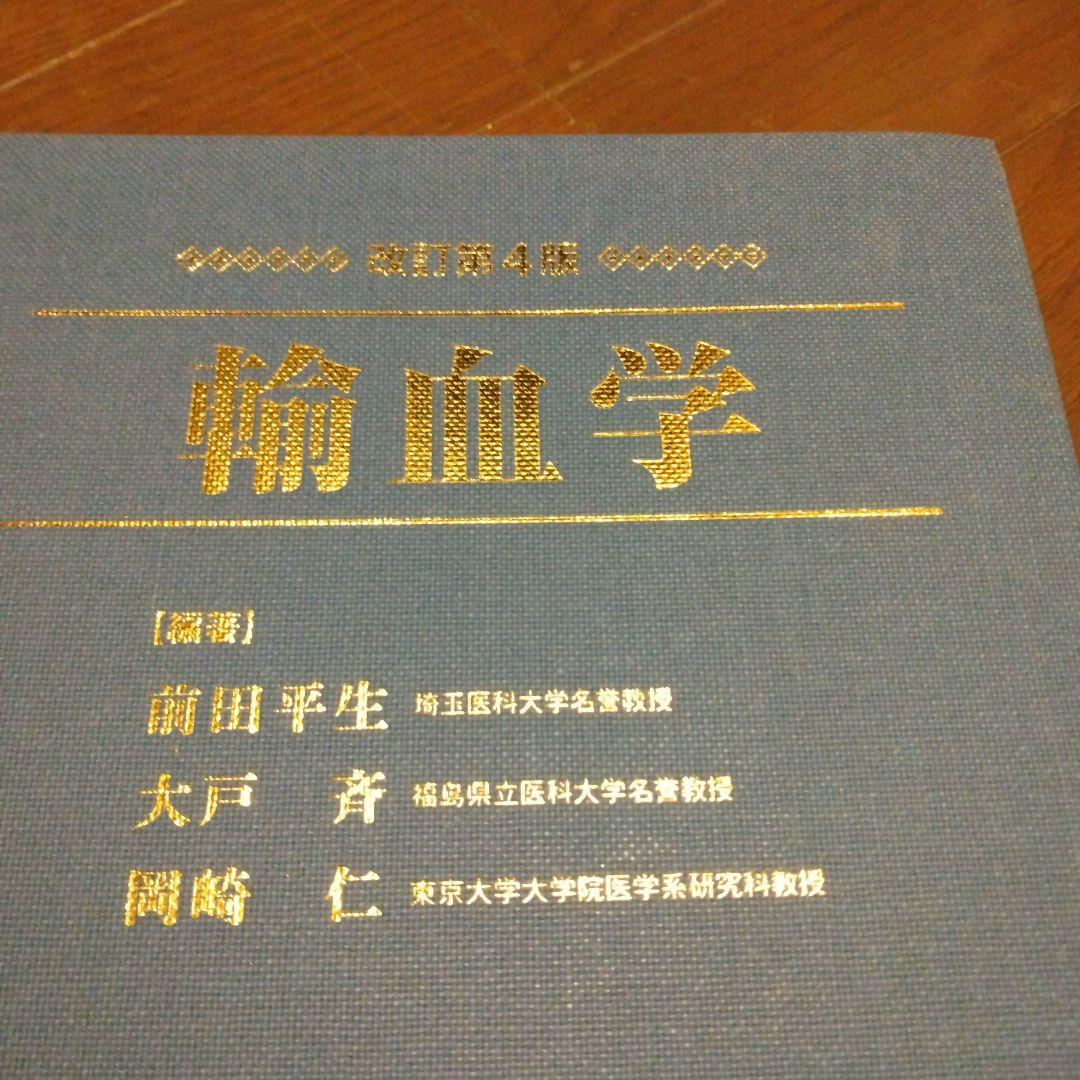 改訂第4版
輸血学
[編著]
前田平生 埼玉医科大学名誉教授
大戸 斉 福島県立医科大学名誉教授
岡崎 仁 東京大学大学院医学系研究科教授